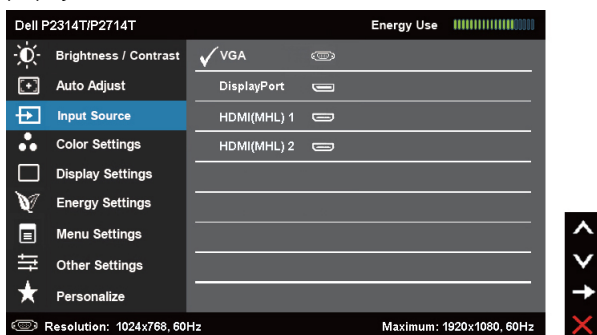 Dell P2314T/P2714T Energy Use
Brightness / Contrast VGA
Auto Adjust DisplayPort
Input Source HDMI(MHL) 1
Color Settings HDMI(MHL) 2
Display Settings
Energy Settings
Menu Settings
Other Settings
Personalize
Resolution: 1024x768, 60Hz Maximum: 1920x1080, 60Hz